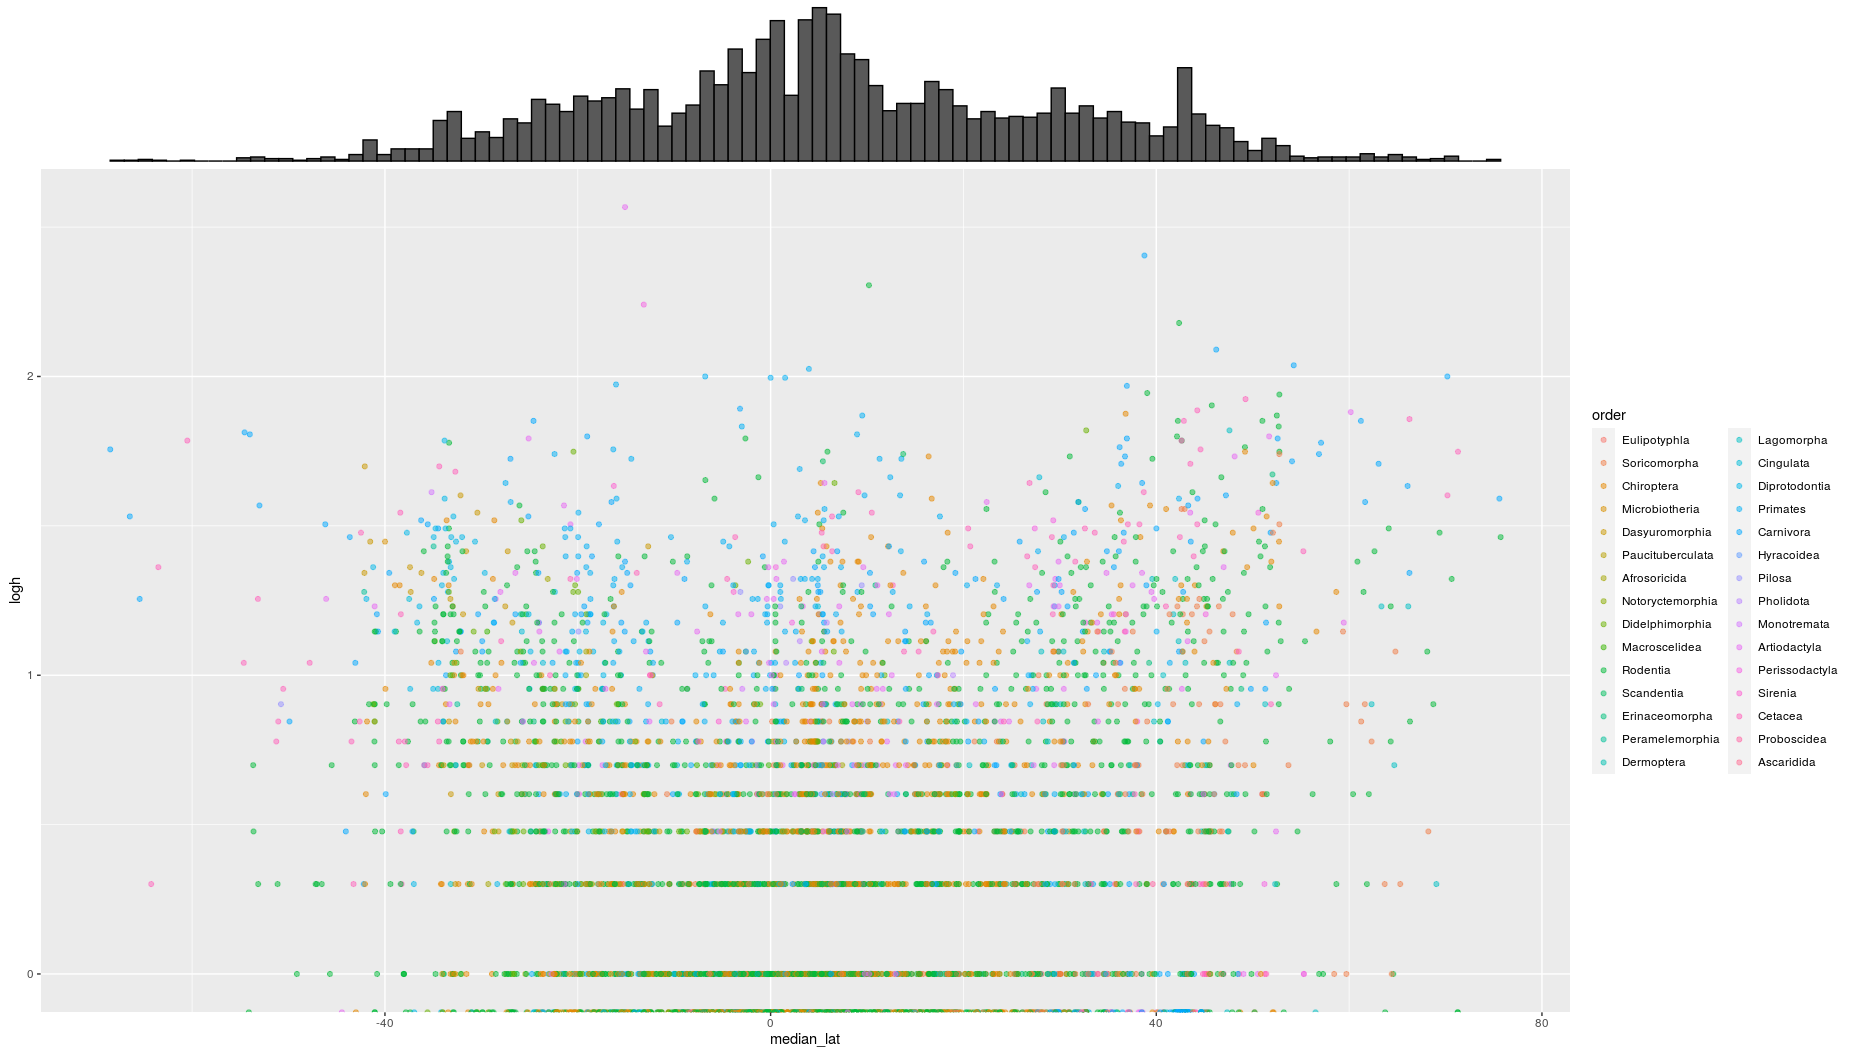 2
1
0
logh
-40
0
40
80
median_lat
order
Eulipotyphla
Soricomorpha
Chiroptera
Microbiotheria
Dasyuromorphia
Paucituberculata
Afrosoricida
Notoryctemorphia
Didelphimorphia
Macroscelidea
Rodentia
Scandentia
Erinaceomorpha
Peramelemorphia
Dermoptera
Lagomorpha
Cingulata
Diprotodontia
Primates
Carnivora
Hyracoidea
Pilosa
Pholidota
Monotremata
Artiodactyla
Perissodactyla
Sirenia
Cetacea
Proboscidea
Ascaridida